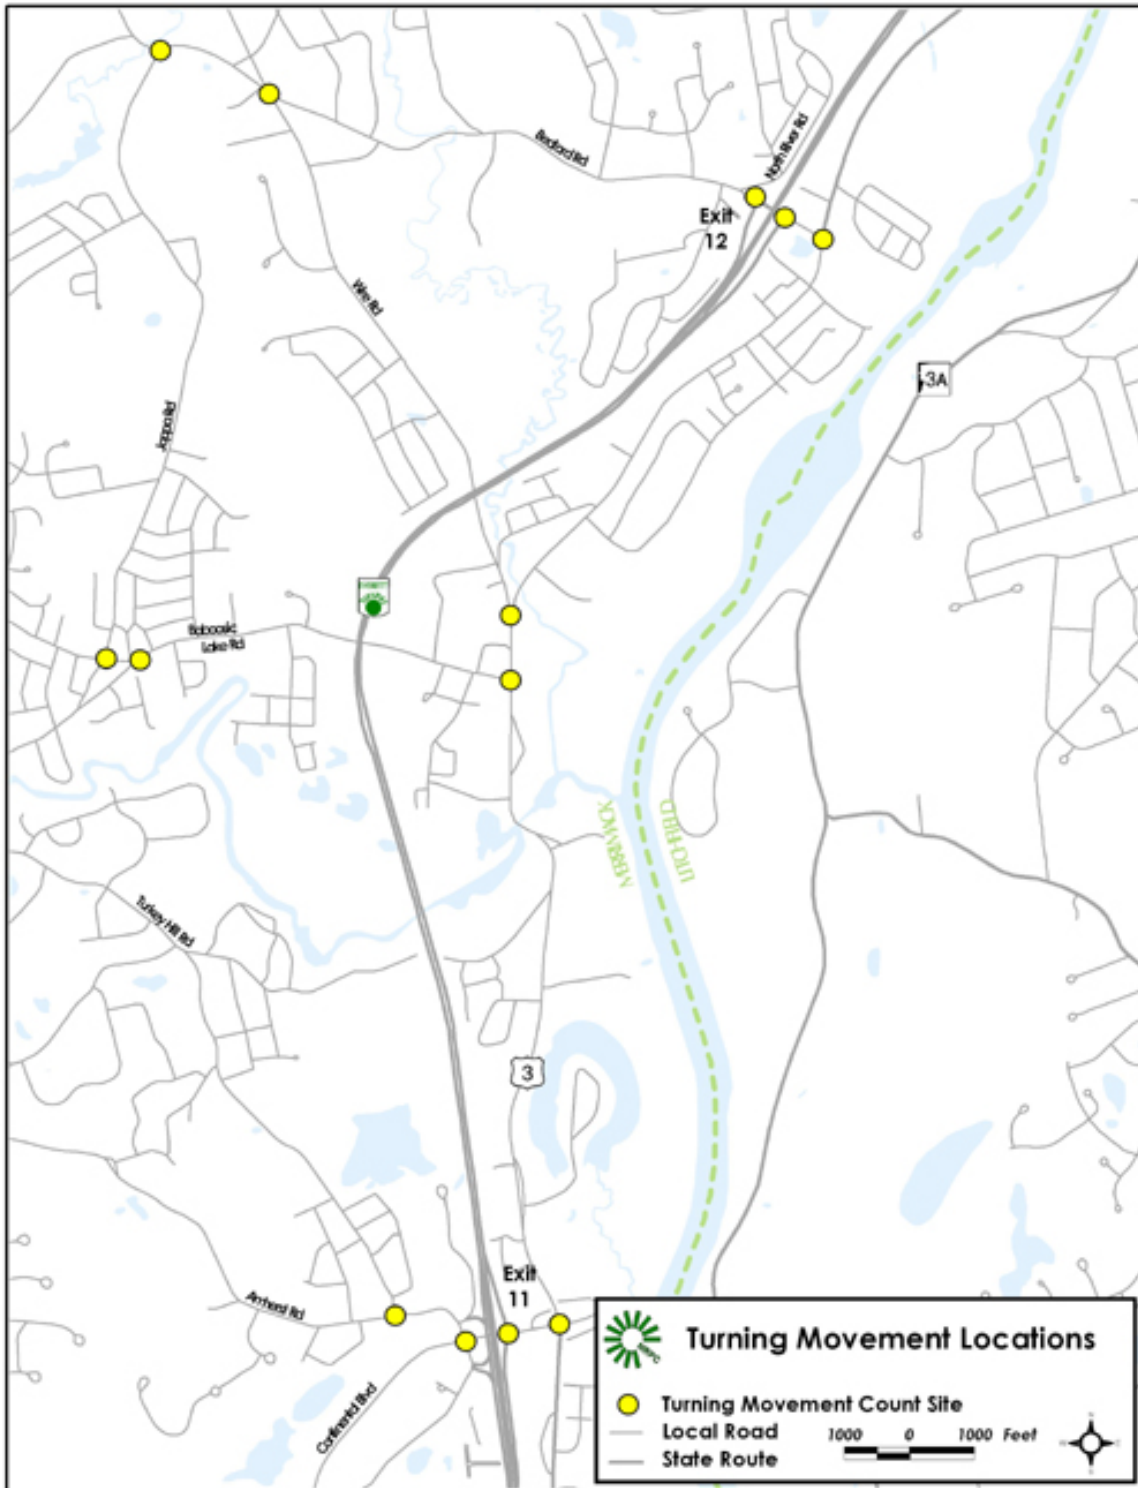 Bedford Rd
North River Rd
Exit
12
Wire Rd
3A
Joppa Rd
Baboosic
Lake Rd
MERRIMACK
LITCHFIELD
Turkey Hill Rd
3
Exit
11
Amherst Rd
Continental Blvd
Turning Movement Locations
Turning Movement Count Site
Local Road
State Route
1000 0 1000 Feet